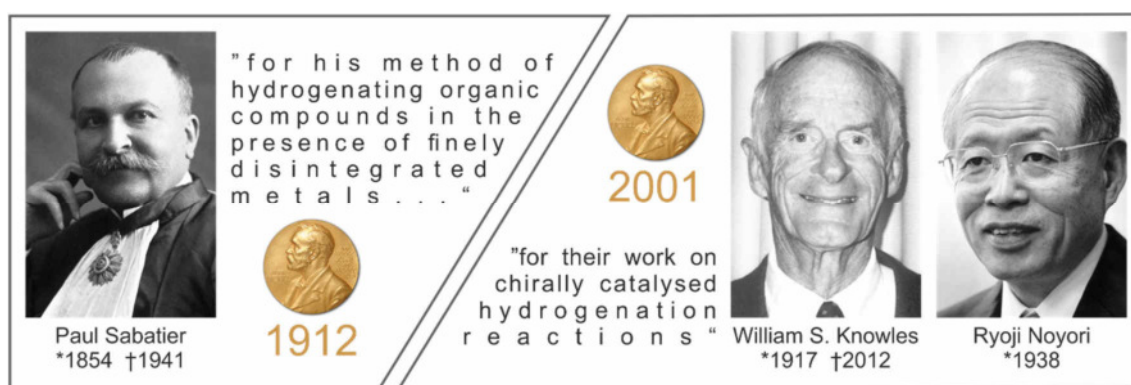 "for his method of
hydrogenating organic
compounds in the
presence of finely
disintegrated
metals..."
1912
Paul Sabatier
*1854 †1941
2001
"for their work on
chirally catalysed
hydrogenation
reactions "
William S. Knowles
*1917 †2012
Ryoji Noyori
*1938